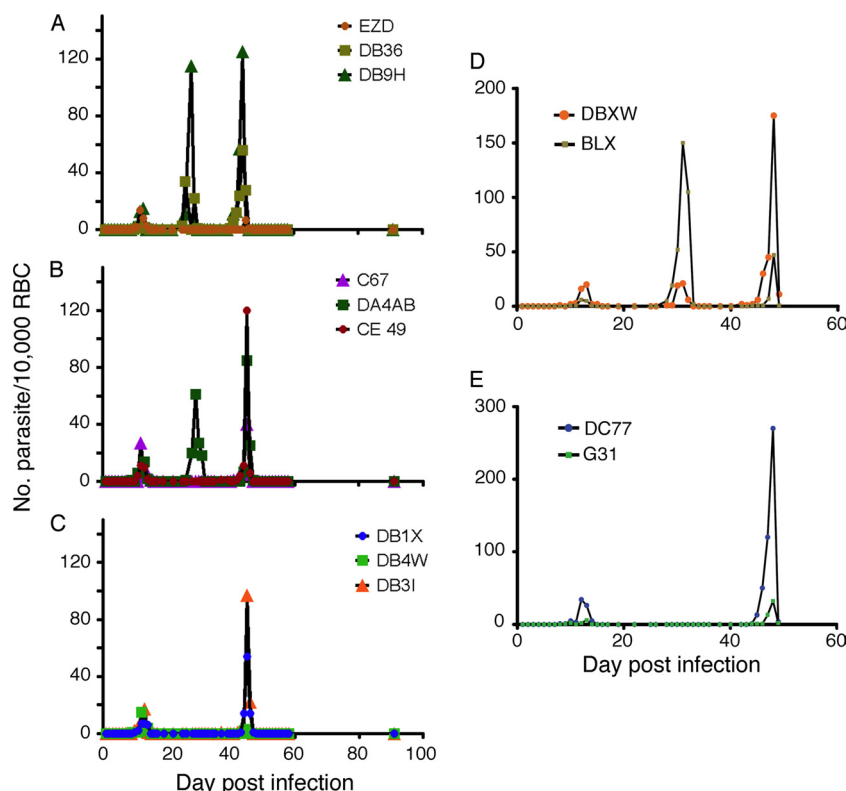 A
EZD
DB36
DB9H
120
80
40
0
B
C67
DA4AB
CE 49
120
80
40
0
C
DB1X
DB4W
DB3I
120
80
40
0
0 20 40 60 80 100
Day post infection
No. parasite/10,000 RBC
D
DBXW
BLX
200
150
100
50
0
0 20 40 60
E
DC77
G31
300
200
100
0
0 20 40 60
Day post infection